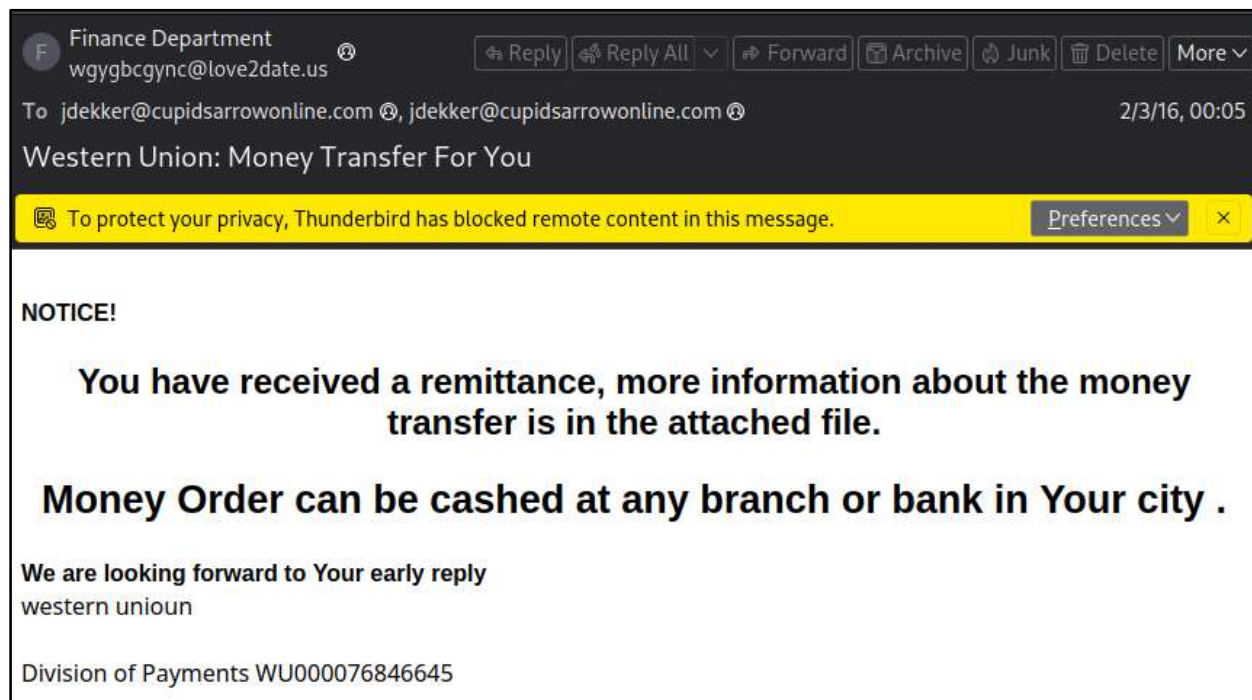 F
Finance Department
wgygbcgync@love2date.us
Reply Reply All Forward Archive Junk Delete More
To jdekker@cupidsarrowonline.com, jdekker@cupidsarrowonline.com 2/3/16, 00:05
Western Union: Money Transfer For You
To protect your privacy, Thunderbird has blocked remote content in this message. Preferences
NOTICE!
You have received a remittance, more information about the money
transfer is in the attached file.
Money Order can be cashed at any branch or bank in Your city .
We are looking forward to Your early reply
western unioun
Division of Payments WU000076846645